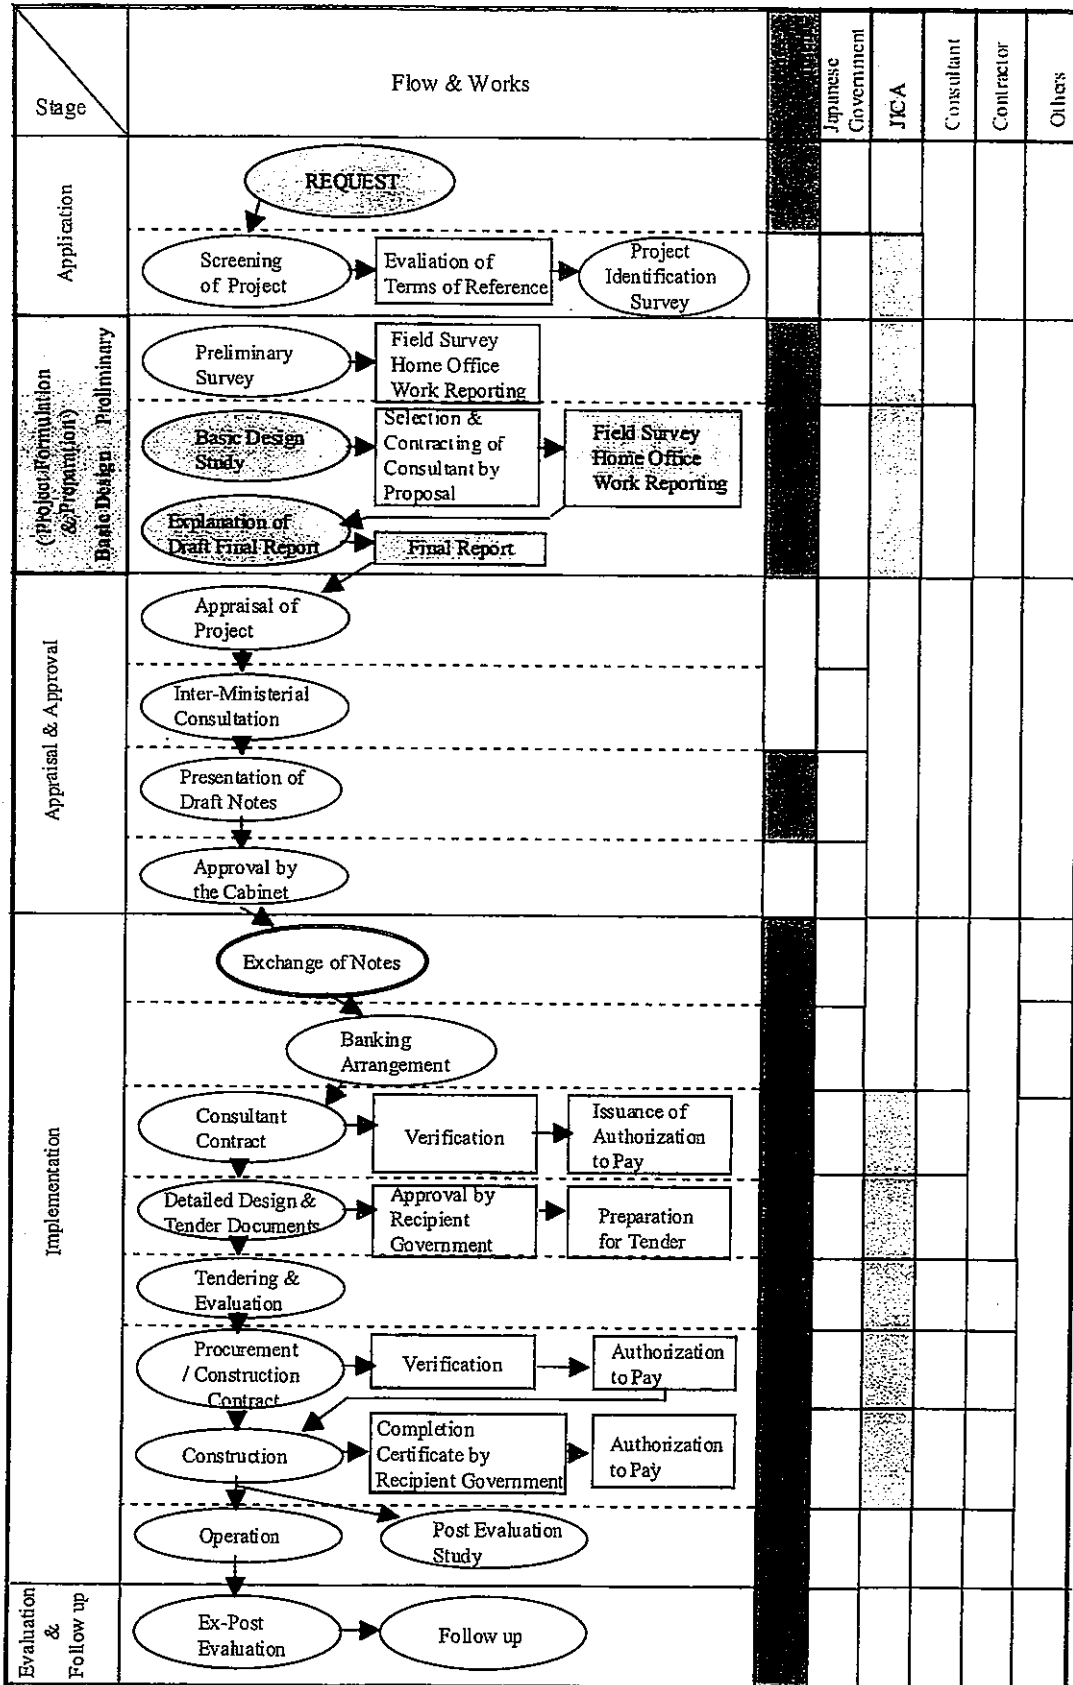 Stage
Flow & Works
Japanese
Government
JICA
Consultant
Contractor
Others
Application
REQUEST
Screening
of Project
Evaliation of
Terms of Reference
Project
Identification
Survey
(Project Formulation
& Preparation)
Basic Design Preliminary
Preliminary
Survey
Field Survey
Home Office
Work Reporting
Basic Design
Study
Selection &
Contracting of
Consultant by
Proposal
Field Survey
Home Office
Work Reporting
Explanation of
Draft Final Report
Final Report
Appraisal & Approval
Appraisal of
Project
Inter-Ministerial
Consultation
Presentation of
Draft Notes
Approval by
the Cabinet
Implementation
Exchange of Notes
Banking
Arrangement
Consultant
Contract
Verification
Issuance of
Authorization
to Pay
Detailed Design &
Tender Documents
Approval by
Recipient
Government
Preparation
for Tender
Tendering &
Evaluation
Procurement
/ Construction
Contract
Verification
Authorization
to Pay
Construction
Completion
Certificate by
Recipient Government
Authorization
to Pay
Operation
Post Evaluation
Study
Evaluation
&
Follow up
Ex-Post
Evaluation
Follow up